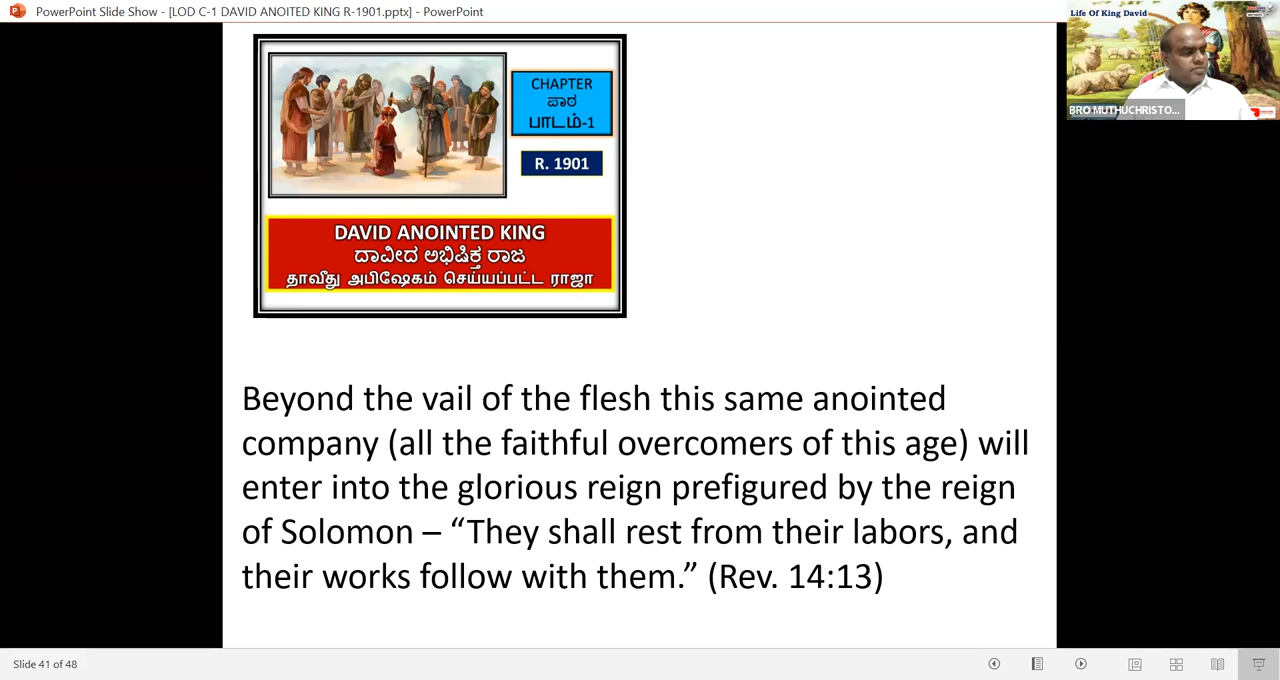 PowerPoint Slide Show - [LOD C-1 DAVID ANOITED KING R-1901.pptx] - PowerPoint
Life Of King David
BRO MUTHUCHRISTO...
CHAPTER
ಪಾಠ
பாடம்-1
R. 1901
DAVID ANOINTED KING
ದಾವೀದ ಅಭಿಷಿಕ್ತ ರಾಜ
தாவீது அபிஷேகம் செய்யப்பட்ட ராஜா
Beyond the vail of the flesh this same anointed
company (all the faithful overcomers of this age) will
enter into the glorious reign prefigured by the reign
of Solomon – “They shall rest from their labors, and
their works follow with them.” (Rev. 14:13)
Slide 41 of 48